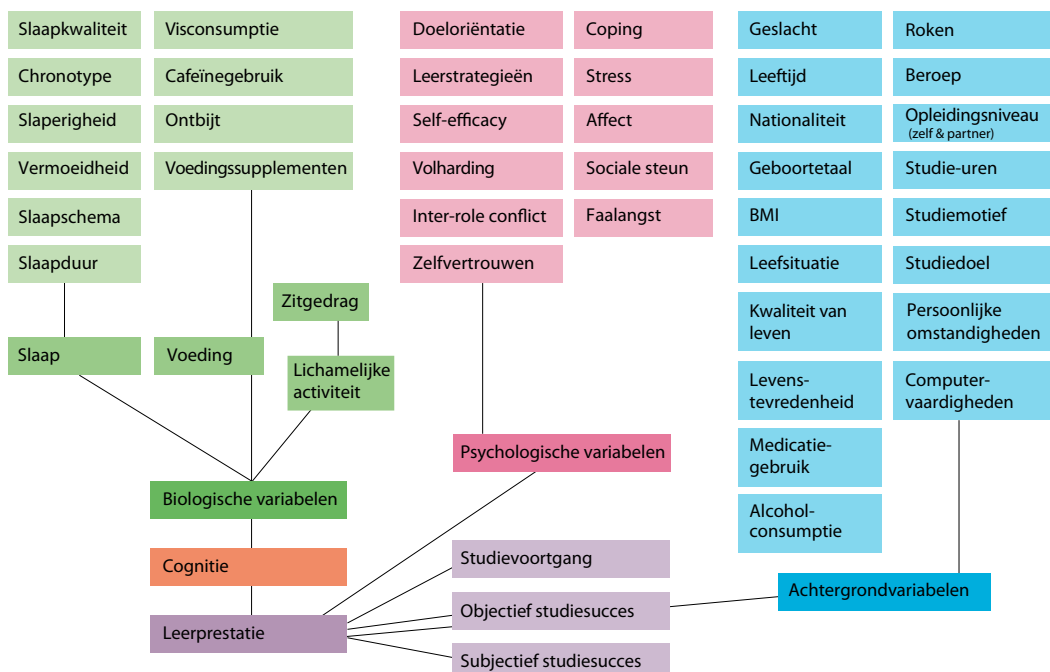 Slaapkwaliteit
Chronotype
Slaperigheid
Vermoeidheid
Slaapschema
Slaapduur
Slaap
Visconsumptie
Cafeïnegebruik
Ontbijt
Voedingssupplementen
Voeding
Zitgedrag
Lichamelijke
activiteit
Biologische variabelen
Cognitie
Leerprestatie
Doeloriëntatie
Leerstrategieën
Self-efficacy
Volharding
Inter-role conflict
Zelfvertrouwen
Coping
Stress
Affect
Sociale steun
Faalangst
Psychologische variabelen
Studievoortgang
Objectief studiesucces
Subjectief studiesucces
Geslacht
Leeftijd
Nationaliteit
Geboortetaal
BMI
Leefsituatie
Kwaliteit van
leven
Levens-
tevredenheid
Medicatie-
gebruik
Alcohol-
consumptie
Roken
Beroep
Opleidingsniveau
(zelf & partner)
Studie-uren
Studiemotief
Studiedoel
Persoonlijke
omstandigheden
Computer-
vaardigheden
Achtergrondvariabelen